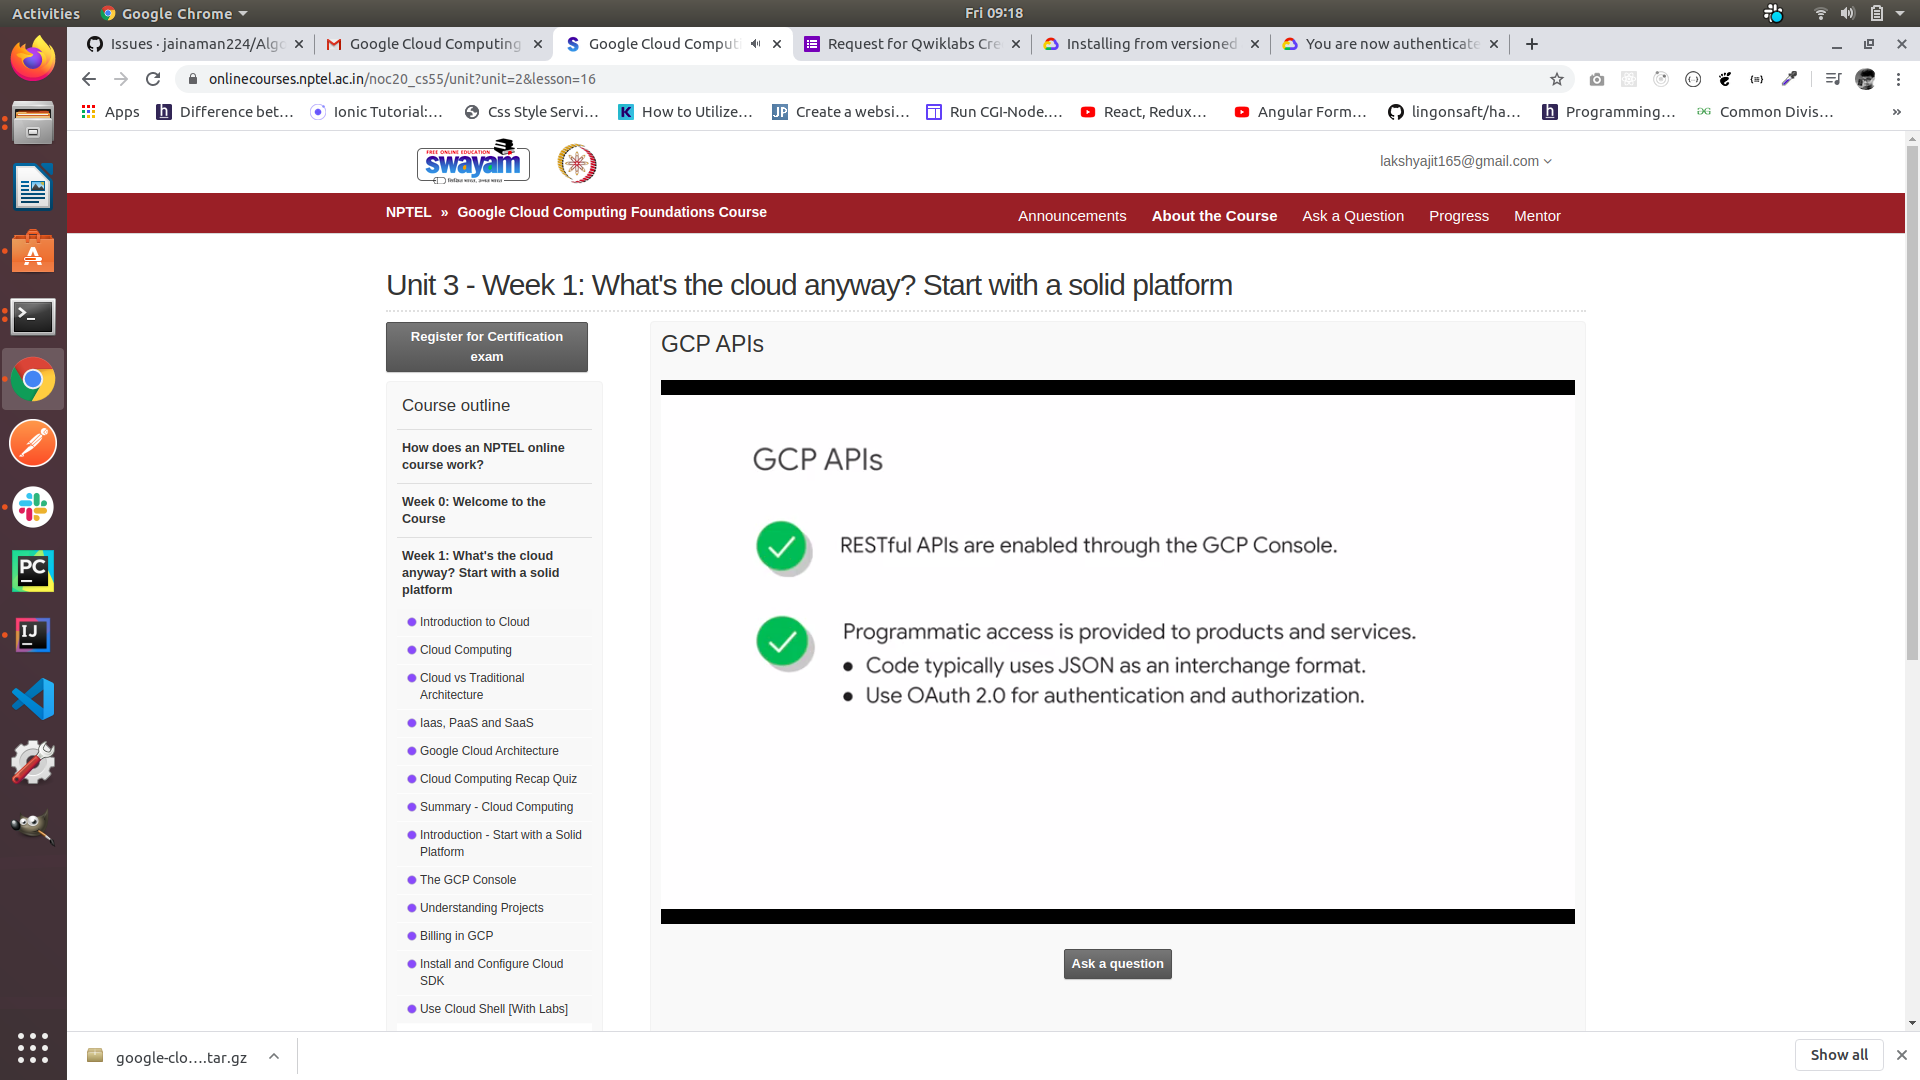 Activities
Google Chrome
Fri 09:18
Issues · jainaman224/Algo
Google Cloud Computing
Google Cloud Computi
Request for Qwiklabs Cre
Installing from versioned
You are now authenticate
onlinecourses.nptel.ac.in/noc20_cs55/unit?unit=2&lesson=16
Apps
Difference bet…
Ionic Tutorial:…
Css Style Servi…
How to Utilize…
Create a websi…
Run CGI-Node.…
React, Redux…
Angular Form…
lingonsaft/ha…
Programming…
Common Divis…
»
FREE ONLINE EDUCATION
swayam
lakshyajit165@gmail.com
NPTEL » Google Cloud Computing Foundations Course
Announcements
About the Course
Ask a Question
Progress
Mentor
Unit 3 - Week 1: What's the cloud anyway? Start with a solid platform
Register for Certification
exam
Course outline
How does an NPTEL online
course work?
Week 0: Welcome to the
Course
Week 1: What's the cloud
anyway? Start with a solid
platform
Introduction to Cloud
Cloud Computing
Cloud vs Traditional
Architecture
Iaas, PaaS and SaaS
Google Cloud Architecture
Cloud Computing Recap Quiz
Summary - Cloud Computing
Introduction - Start with a Solid
Platform
The GCP Console
Understanding Projects
Billing in GCP
Install and Configure Cloud
SDK
Use Cloud Shell [With Labs]
GCP APIs
GCP APIs
RESTful APIs are enabled through the GCP Console.
Programmatic access is provided to products and services.
● Code typically uses JSON as an interchange format.
● Use OAuth 2.0 for authentication and authorization.
Ask a question
google-clo….tar.gz
Show all